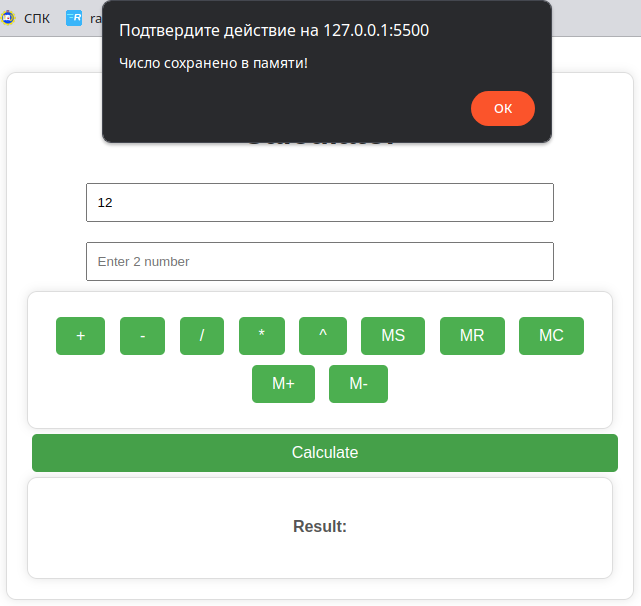 СПК
ra
Подтвердите действие на 127.0.0.1:5500
Число сохранено в памяти!
ОК
12
Enter 2 number
+ - / * ^ MS MR MC
M+ M-
Calculate
Result: